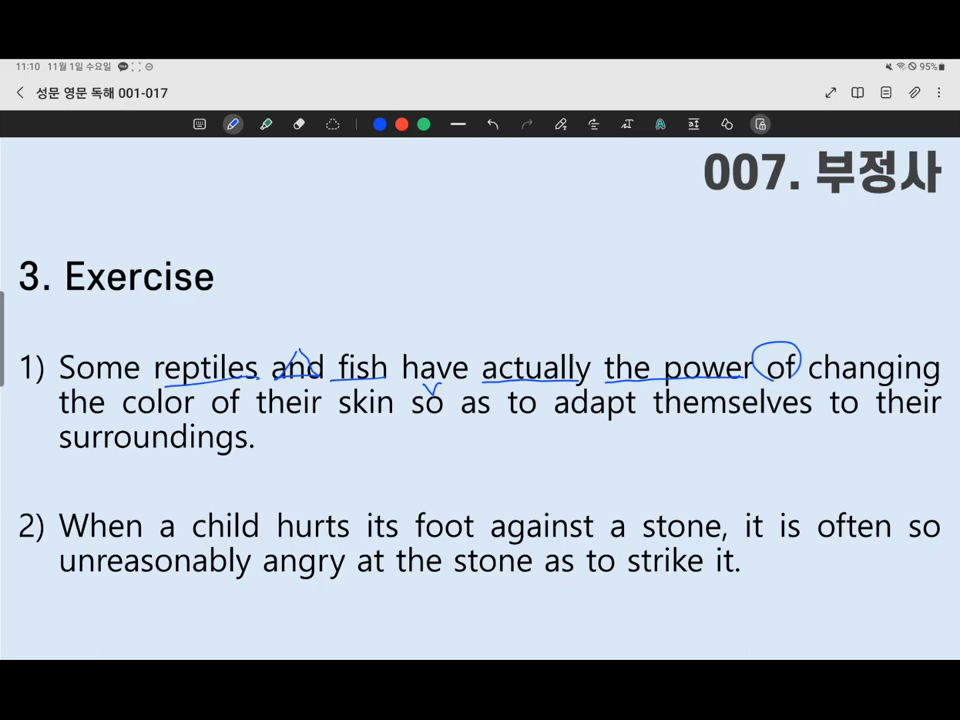 11:10 11월 1일 수요일 95%
성문 영문 독해 001-017
007. 부정사
3. Exercise
1) Some reptiles and fish have actually the power of changing
the color of their skin so as to adapt themselves to their
surroundings.
2) When a child hurts its foot against a stone, it is often so
unreasonably angry at the stone as to strike it.